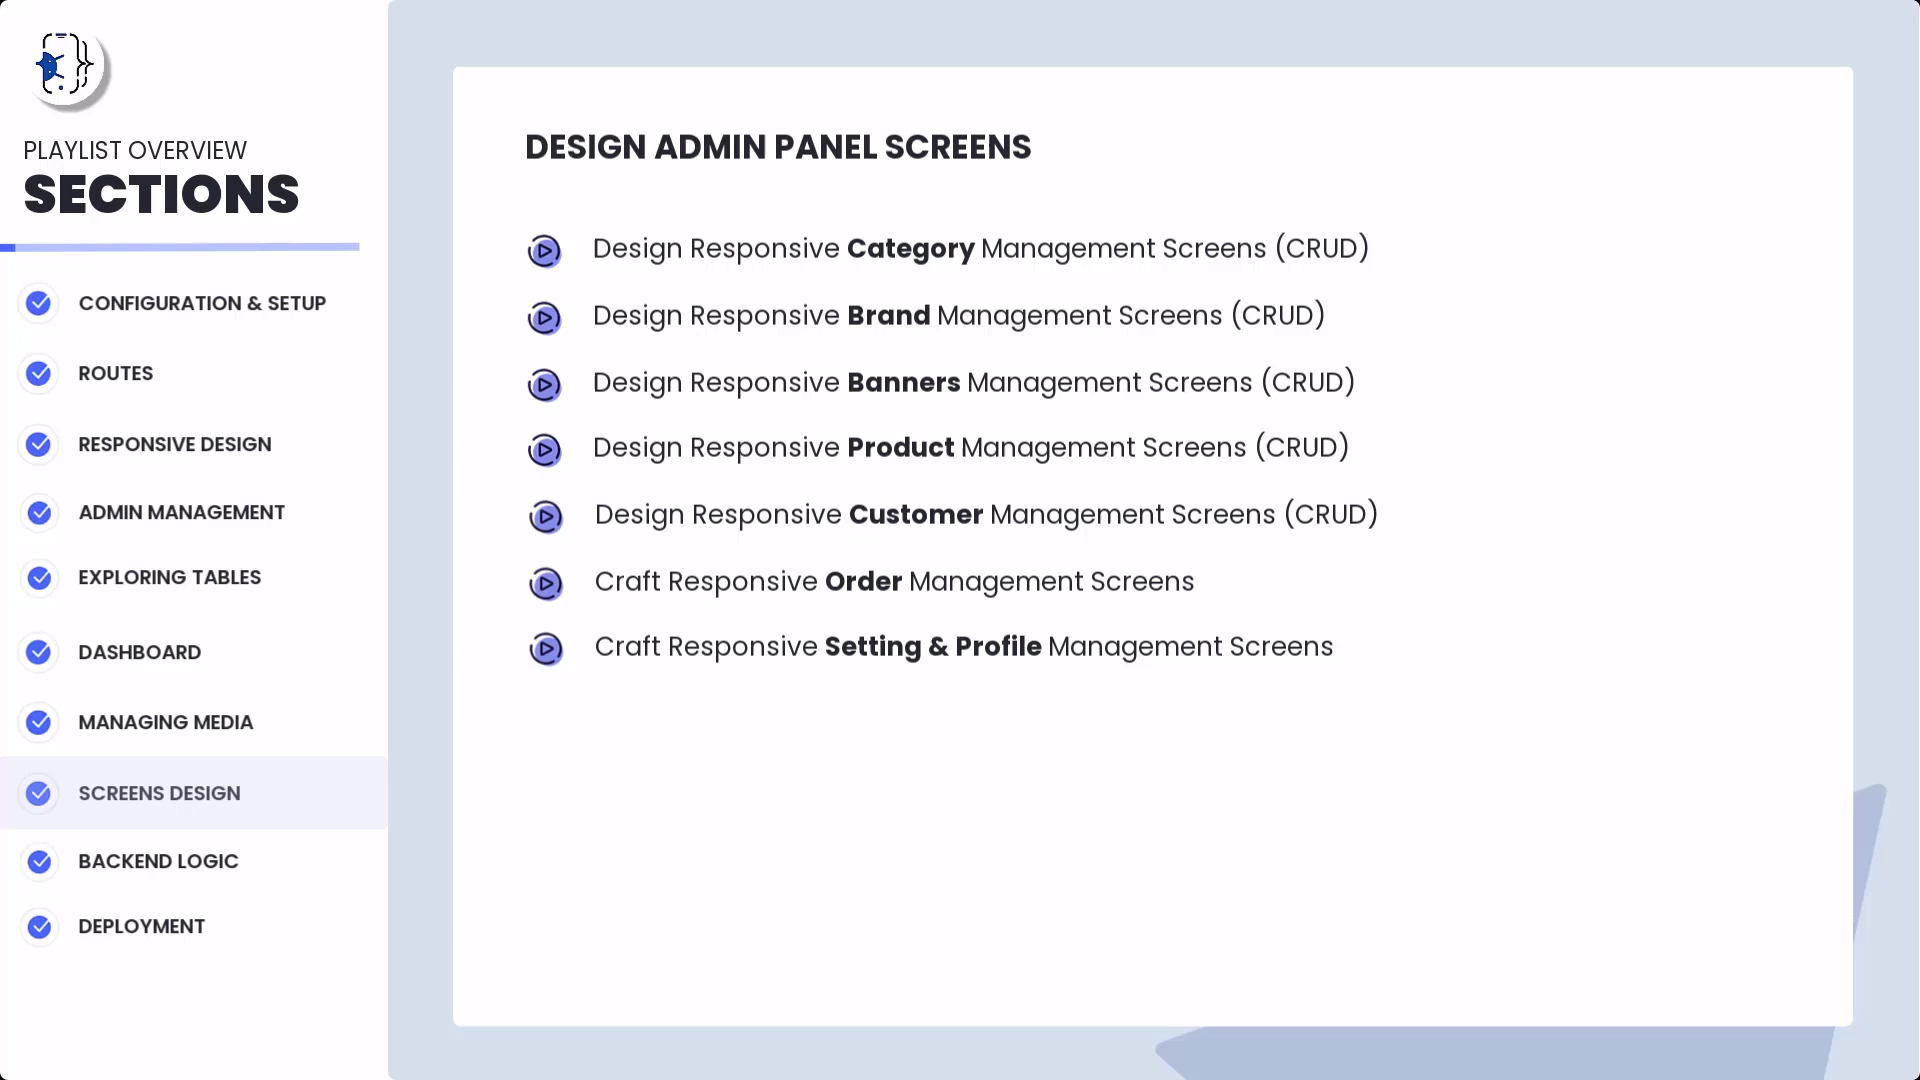 PLAYLIST OVERVIEW
SECTIONS
CONFIGURATION & SETUP
ROUTES
RESPONSIVE DESIGN
ADMIN MANAGEMENT
EXPLORING TABLES
DASHBOARD
MANAGING MEDIA
SCREENS DESIGN
BACKEND LOGIC
DEPLOYMENT
DESIGN ADMIN PANEL SCREENS
Design Responsive Category Management Screens (CRUD)
Design Responsive Brand Management Screens (CRUD)
Design Responsive Banners Management Screens (CRUD)
Design Responsive Product Management Screens (CRUD)
Design Responsive Customer Management Screens (CRUD)
Craft Responsive Order Management Screens
Craft Responsive Setting & Profile Management Screens